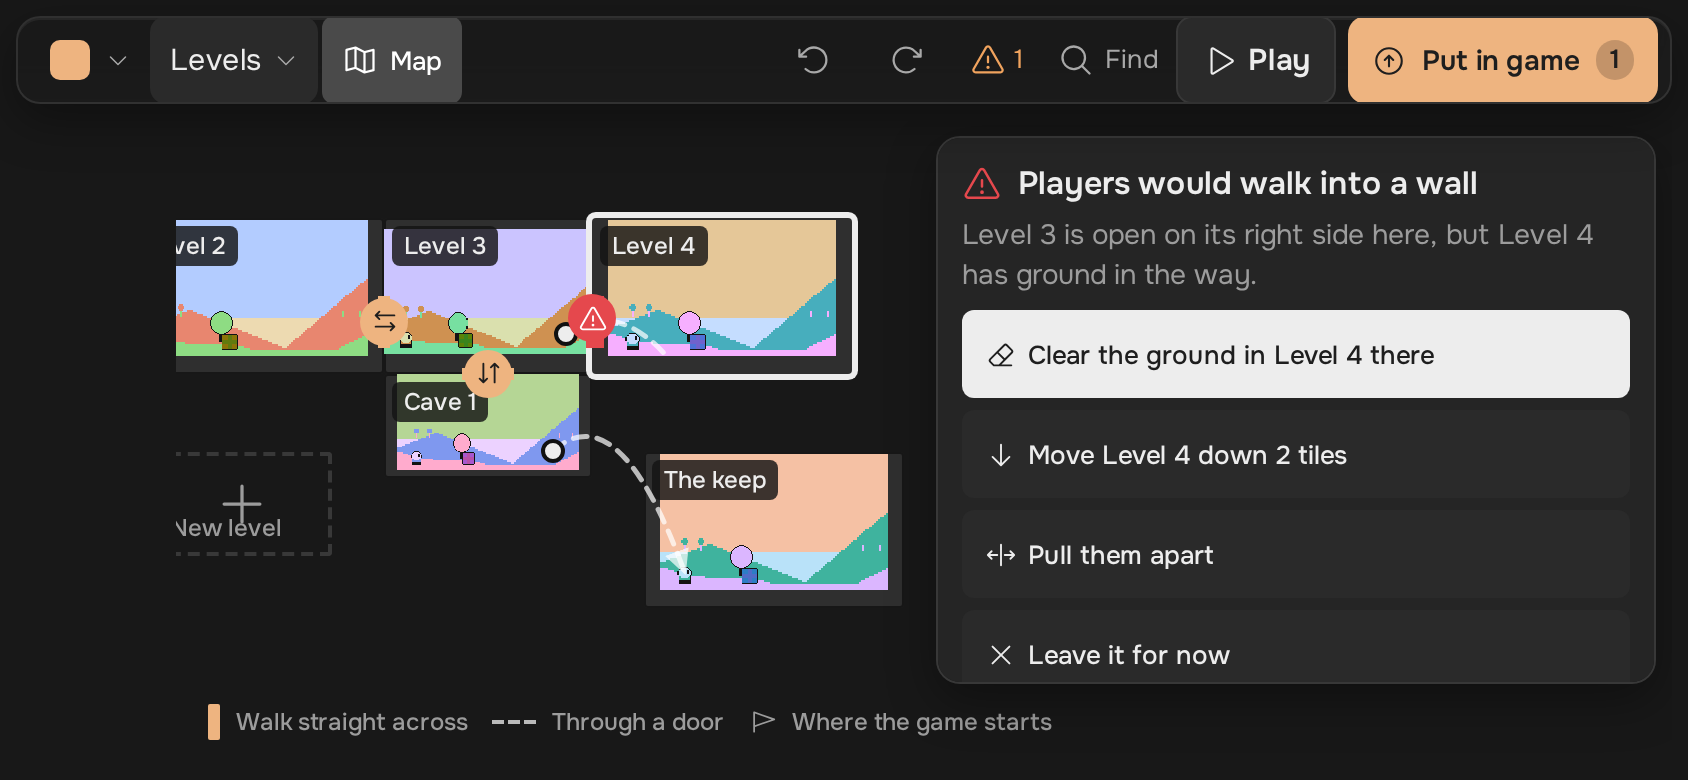 Levels
Map
1
Find
Play
Put in game 1
Players would walk into a wall
Level 3 is open on its right side here, but Level 4
has ground in the way.
Clear the ground in Level 4 there
Move Level 4 down 2 tiles
Pull them apart
Leave it for now
vel 2
Level 3
Level 4
Cave 1
The keep
New level
Walk straight across
Through a door
Where the game starts